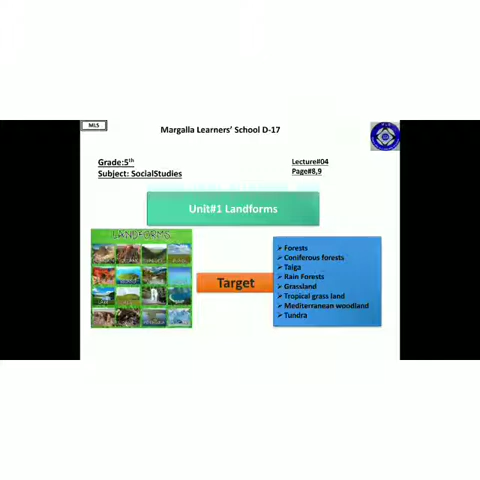 MLS
Margalla Learners' School D-17
Grade:5th
Subject: SocialStudies
Lecture#04
Page#8,9
Unit#1 Landforms
LANDFORMS
Target
Forests
Coniferous forests
Taiga
Rain Forests
Grassland
Tropical grass land
Mediterranean woodland
Tundra